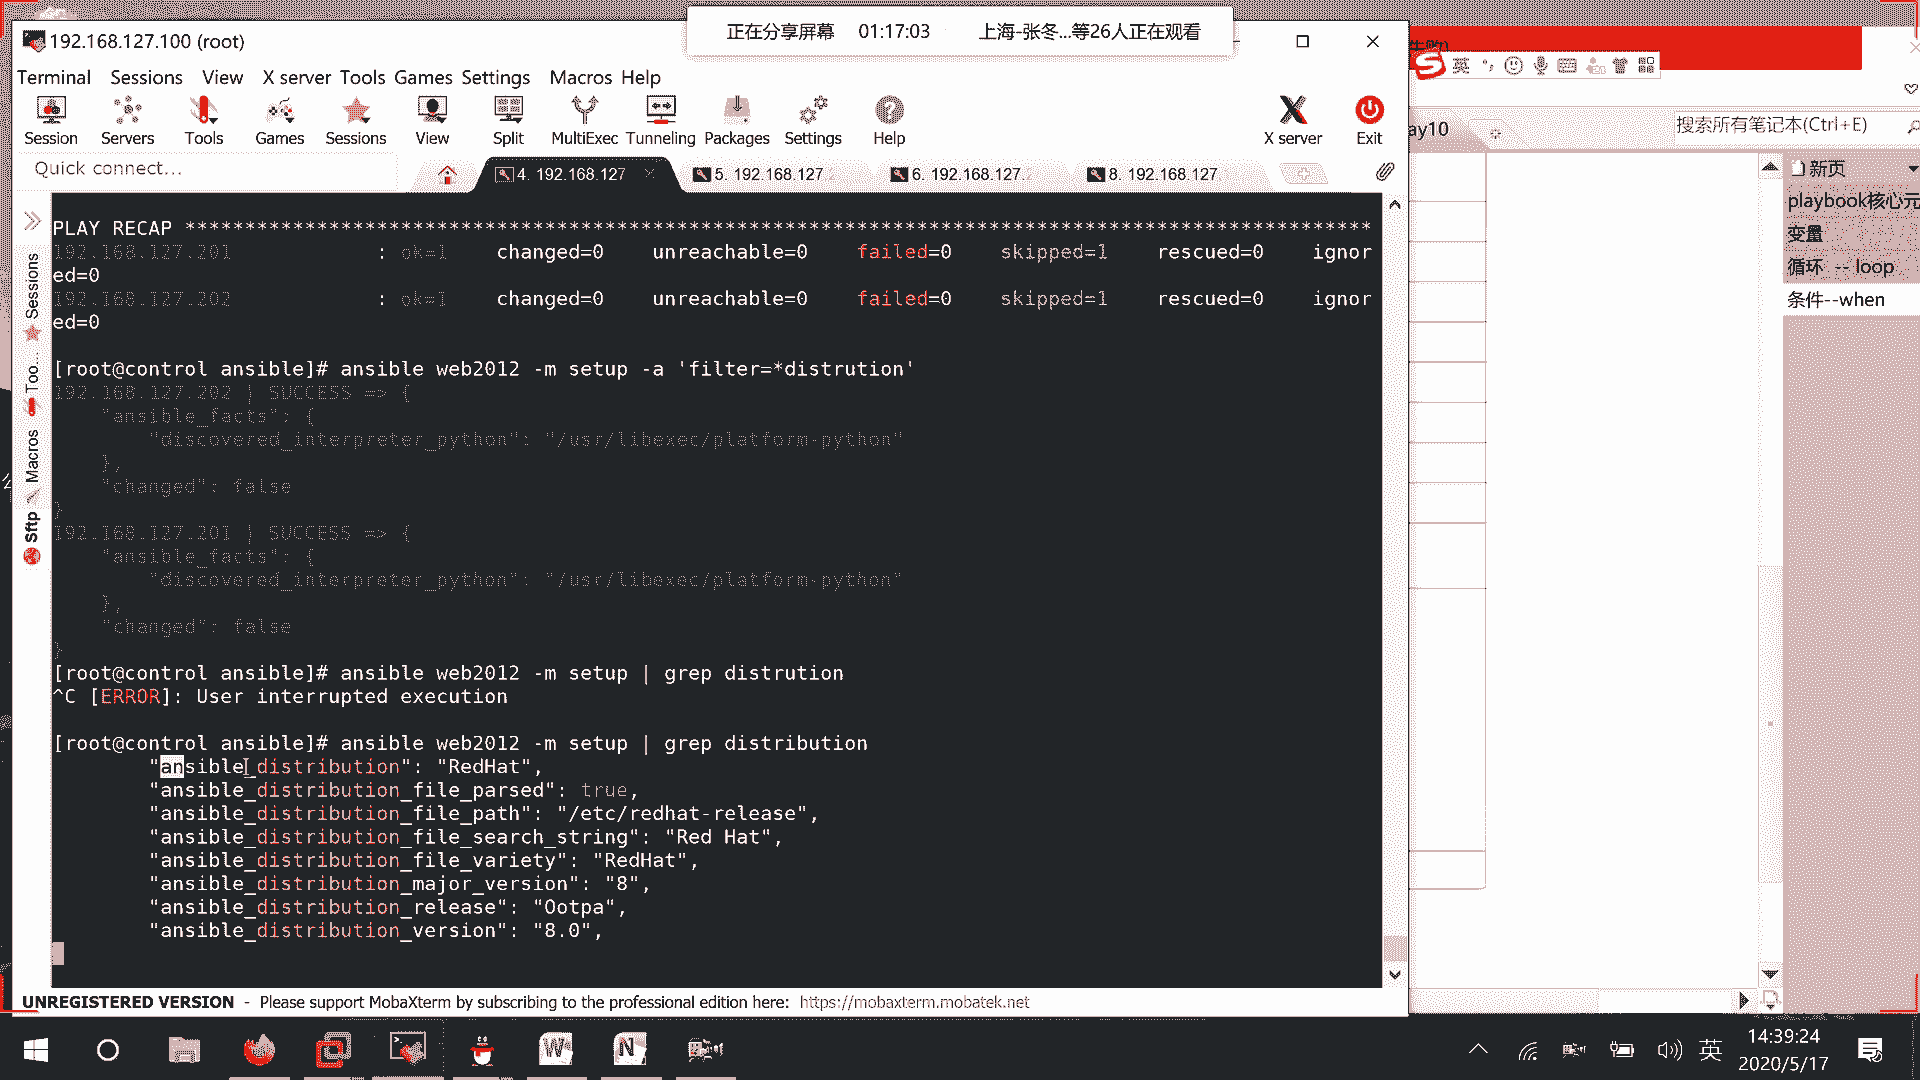 192.168.127.100 (root)
正在分享屏幕 01:17:03 上海-张冬...等26人正在观看
Terminal Sessions View X server Tools Games Settings Macros Help
英
Session Servers Tools Games Sessions View Split MultiExec Tunneling Packages Settings Help X server Exit
ay10
搜索所有笔记本(Ctrl+E)
Quick connect...
4. 192.168.127
5. 192.168.127.2
6. 192.168.127.2
8. 192.168.127.
新页
playbook核心元
变量
循环 -- loop
条件--when
Sessions
Too...
Macros
Sftp
PLAY RECAP ***************************************************************************************************
192.168.127.201 : ok=1 changed=0 unreachable=0 failed=0 skipped=1 rescued=0 ignor
ed=0
192.168.127.202 : ok=1 changed=0 unreachable=0 failed=0 skipped=1 rescued=0 ignor
ed=0
[root@control ansible]# ansible web2012 -m setup -a 'filter=*distrution'
192.168.127.202 | SUCCESS => {
"ansible_facts": {
"discovered_interpreter_python": "/usr/libexec/platform-python"
},
"changed": false
}
192.168.127.201 | SUCCESS => {
"ansible_facts": {
"discovered_interpreter_python": "/usr/libexec/platform-python"
},
"changed": false
}
[root@control ansible]# ansible web2012 -m setup | grep distrution
^C [ERROR]: User interrupted execution
[root@control ansible]# ansible web2012 -m setup | grep distribution
"ansible_distribution": "RedHat",
"ansible_distribution_file_parsed": true,
"ansible_distribution_file_path": "/etc/redhat-release",
"ansible_distribution_file_search_string": "Red Hat",
"ansible_distribution_file_variety": "RedHat",
"ansible_distribution_major_version": "8",
"ansible_distribution_release": "Ootpa",
"ansible_distribution_version": "8.0",
UNREGISTERED VERSION - Please support MobaXterm by subscribing to the professional edition here: https://mobaxterm.mobatek.net
英
14:39:24
2020/5/17